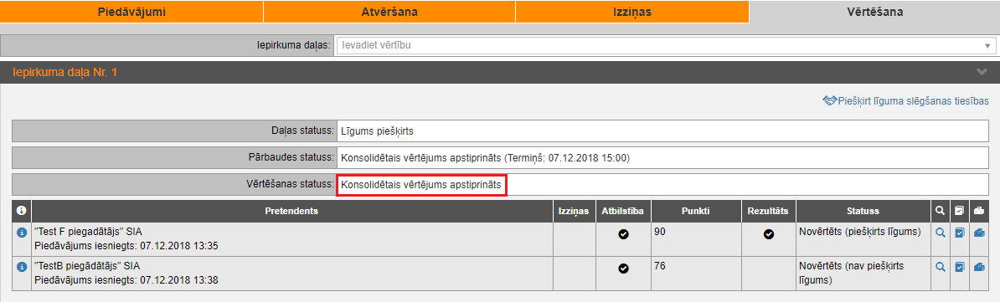 Piedāvājumi Atvēršana Izziņas Vērtēšana
Iepirkuma daļas: Ievadiet vērtību
Iepirkuma daļa Nr. 1
Piešķirt līguma slēgšanas tiesības
Daļas statuss: Līgums piešķirts
Pārbaudes statuss: Konsolidētais vērtējums apstiprināts (Termiņš: 07.12.2018 15:00)
Vērtēšanas statuss: Konsolidētais vērtējums apstiprināts
Pretendents Izziņas Atbilstība Punkti Rezultāts Statuss
"Test F piegadātājs" SIA 90 Novērtēts (piešķirts līgums)
Piedāvājums iesniegts: 07.12.2018 13:35
"TestB piegādātājs" SIA 76 Novērtēts (nav piešķirts
Piedāvājums iesniegts: 07.12.2018 13:38 līgums)